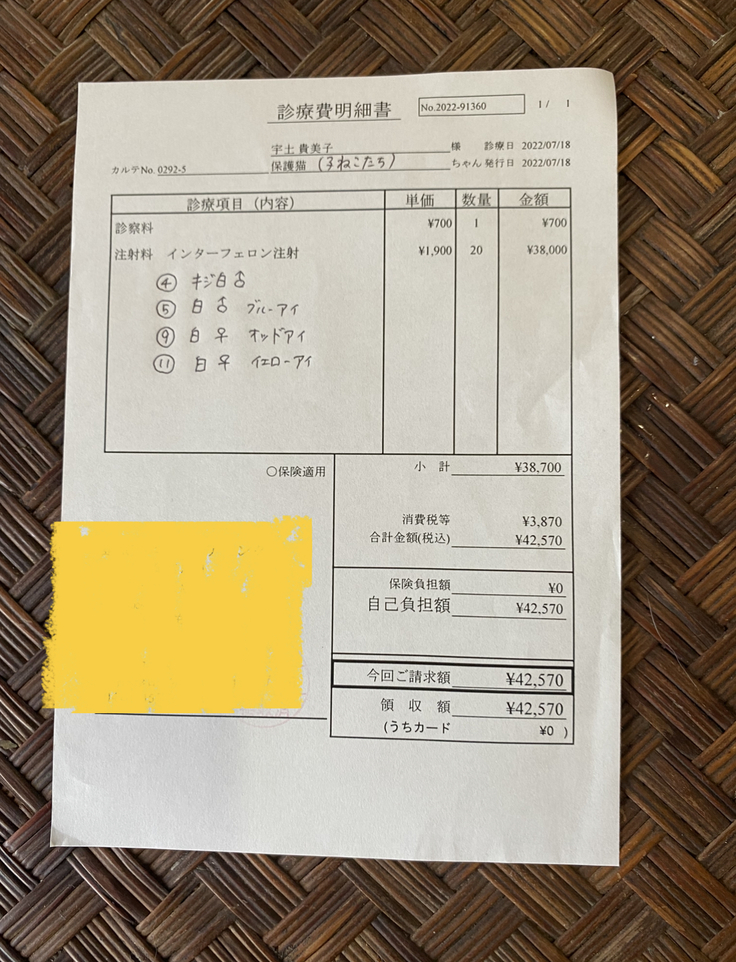 診療費明細書 No.2022-91360 1/ 1
宇土 貴美子 様 診療日 2022/07/18
カルテNo. 0292-5 保護猫 (子ねこたち) ちゃん 発行日 2022/07/18
診療項目(内容) 単価 数量 金額
診察料 ¥700 1 ¥700
注射料 インターフェロン注射 ¥1,900 20 ¥38,000
④ キジ白 ♂
⑤ 白 ♂ ブルーアイ
⑨ 白 ♀ オッドアイ
⑪ 白 ♀ イエローアイ
○保険適用
小 計 ¥38,700
消費税等 ¥3,870
合計金額(税込) ¥42,570
保険負担額 ¥0
自己負担額 ¥42,570
今回ご請求額 ¥42,570
領 収 額 ¥42,570
(うちカード ¥0 )